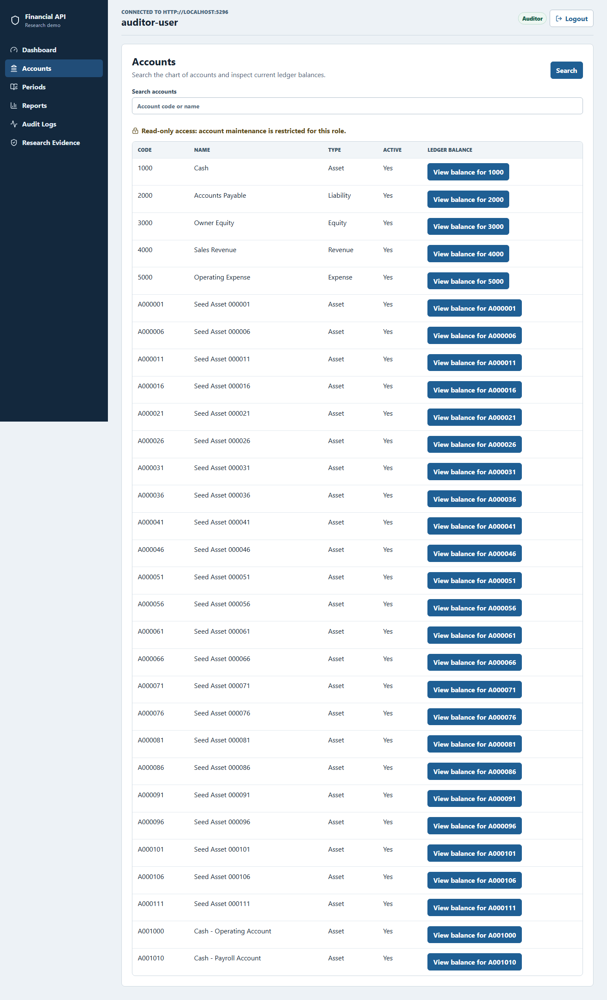 Financial API
Research demo
Dashboard
Accounts
Periods
Reports
Audit Logs
Research Evidence
CONNECTED TO HTTP://LOCALHOST:5296
auditor-user
Auditor
Logout
Accounts
Search the chart of accounts and inspect current ledger balances.
Search
Search accounts
Account code or name
Read-only access: account maintenance is restricted for this role.
CODE NAME TYPE ACTIVE LEDGER BALANCE
1000 Cash Asset Yes View balance for 1000
2000 Accounts Payable Liability Yes View balance for 2000
3000 Owner Equity Equity Yes View balance for 3000
4000 Sales Revenue Revenue Yes View balance for 4000
5000 Operating Expense Expense Yes View balance for 5000
A000001 Seed Asset 000001 Asset Yes View balance for A000001
A000006 Seed Asset 000006 Asset Yes View balance for A000006
A000011 Seed Asset 000011 Asset Yes View balance for A000011
A000016 Seed Asset 000016 Asset Yes View balance for A000016
A000021 Seed Asset 000021 Asset Yes View balance for A000021
A000026 Seed Asset 000026 Asset Yes View balance for A000026
A000031 Seed Asset 000031 Asset Yes View balance for A000031
A000036 Seed Asset 000036 Asset Yes View balance for A000036
A000041 Seed Asset 000041 Asset Yes View balance for A000041
A000046 Seed Asset 000046 Asset Yes View balance for A000046
A000051 Seed Asset 000051 Asset Yes View balance for A000051
A000056 Seed Asset 000056 Asset Yes View balance for A000056
A000061 Seed Asset 000061 Asset Yes View balance for A000061
A000066 Seed Asset 000066 Asset Yes View balance for A000066
A000071 Seed Asset 000071 Asset Yes View balance for A000071
A000076 Seed Asset 000076 Asset Yes View balance for A000076
A000081 Seed Asset 000081 Asset Yes View balance for A000081
A000086 Seed Asset 000086 Asset Yes View balance for A000086
A000091 Seed Asset 000091 Asset Yes View balance for A000091
A000096 Seed Asset 000096 Asset Yes View balance for A000096
A000101 Seed Asset 000101 Asset Yes View balance for A000101
A000106 Seed Asset 000106 Asset Yes View balance for A000106
A000111 Seed Asset 000111 Asset Yes View balance for A000111
A001000 Cash - Operating Account Asset Yes View balance for A001000
A001010 Cash - Payroll Account Asset Yes View balance for A001010